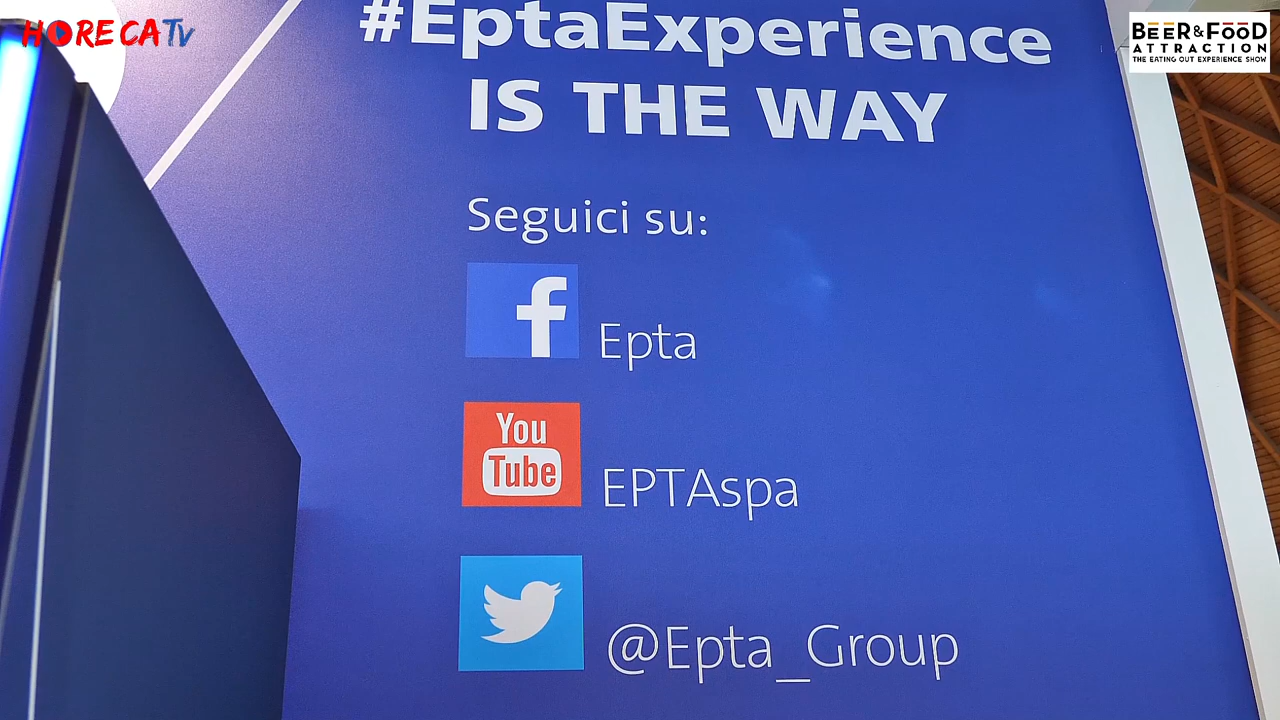 HORECATv
BEER&FOOD
ATTRACTION
THE EATING OUT EXPERIENCE SHOW
#EptaExperience
IS THE WAY
Seguici su:
f Epta
You
Tube
EPTAspa
@Epta_Group